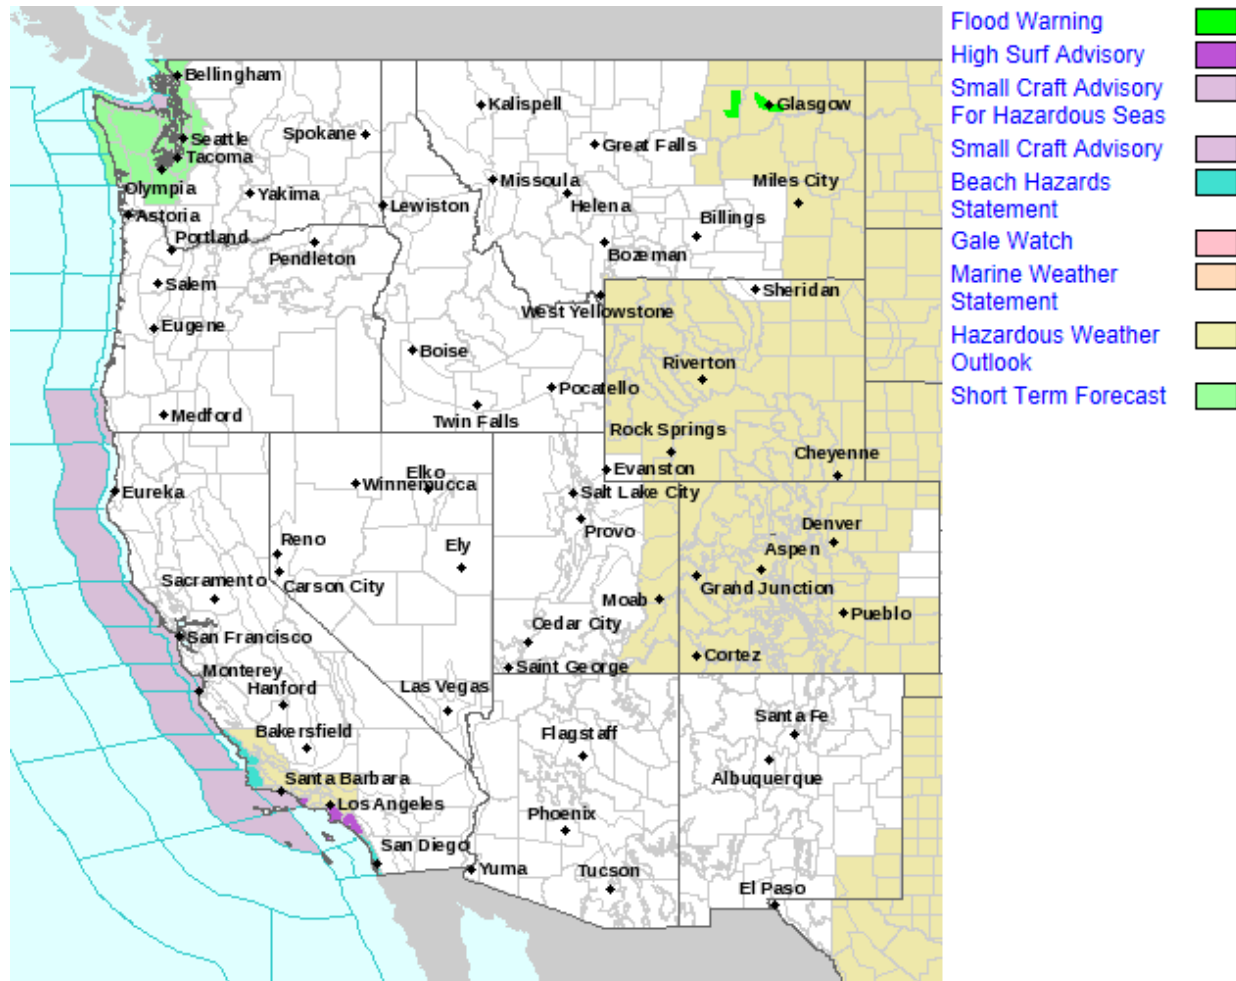 Bellingham
Kalispell
Glasgow
Spokane
Seattle
Great Falls
Tacoma
Missoula
Miles City
Olympia
Yakima
Lewiston
Helena
Billings
Astoria
Portland
Pendleton
Bozeman
Salem
Sheridan
West Yellowstone
Eugene
Boise
Riverton
Pocatello
Medford
Twin Falls
Rock Springs
Cheyenne
Elko
Evanston
Winnemucca
Eureka
Salt Lake City
Provo
Denver
Reno
Ely
Aspen
Sacramento
Carson City
Grand Junction
Moab
Pueblo
Cedar City
San Francisco
Cortez
Saint George
Monterey
Hanford
Las Vegas
Santa Fe
Bakersfield
Flagstaff
Santa Barbara
Albuquerque
Los Angeles
Phoenix
San Diego
Yuma
Tucson
El Paso
Flood Warning
High Surf Advisory
Small Craft Advisory
For Hazardous Seas
Small Craft Advisory
Beach Hazards
Statement
Gale Watch
Marine Weather
Statement
Hazardous Weather
Outlook
Short Term Forecast